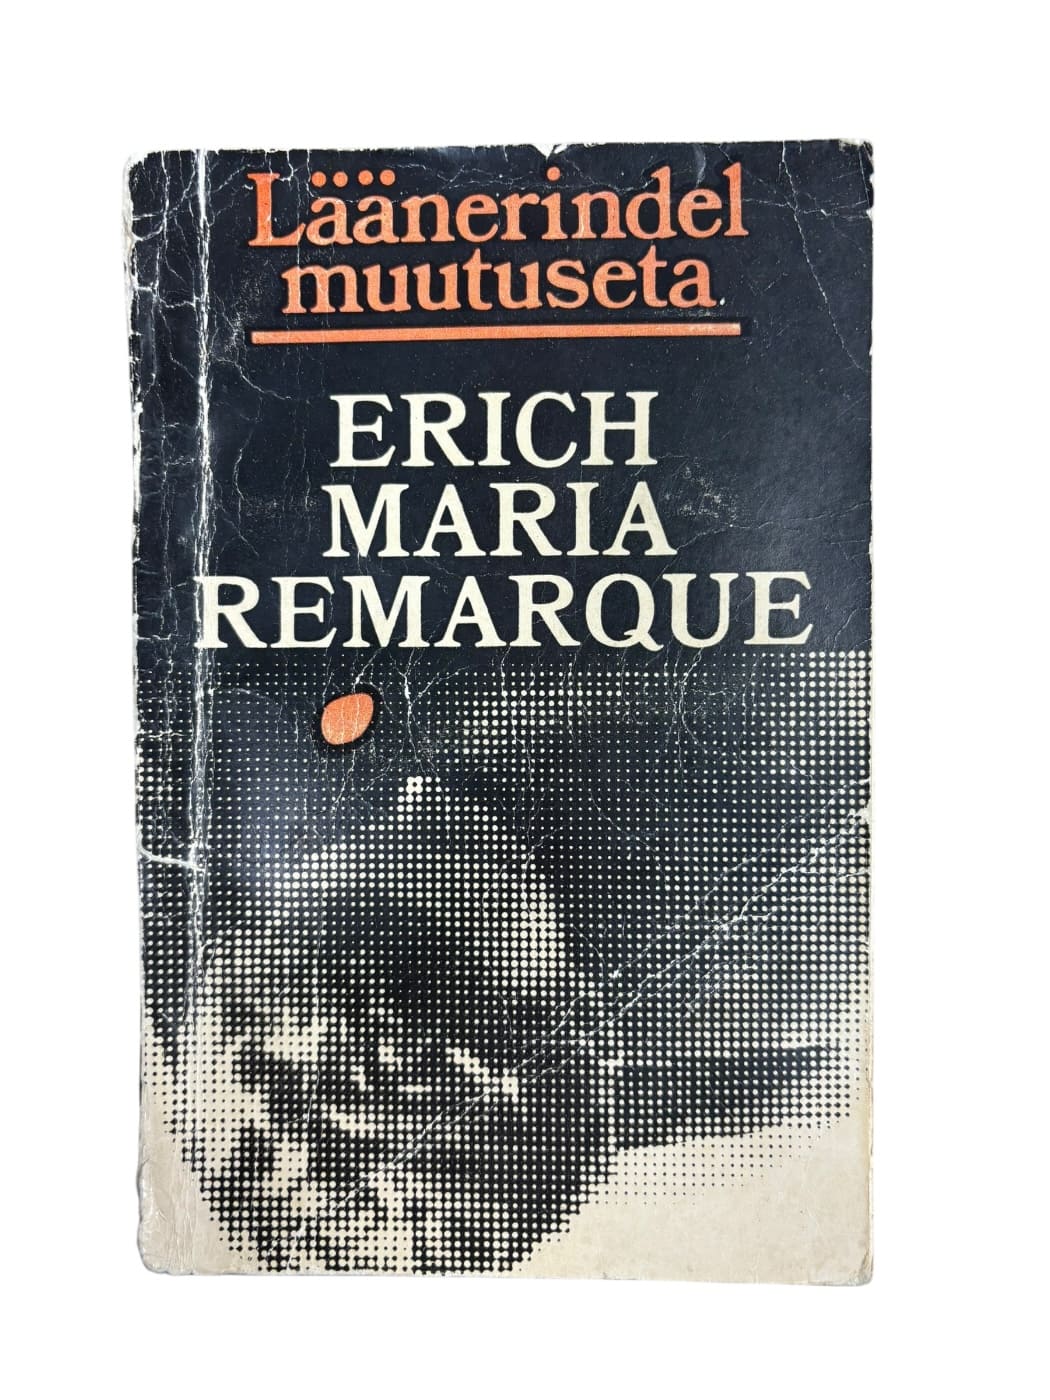 Läänerindel
muutuseta
ERICH
MARIA
REMARQUE